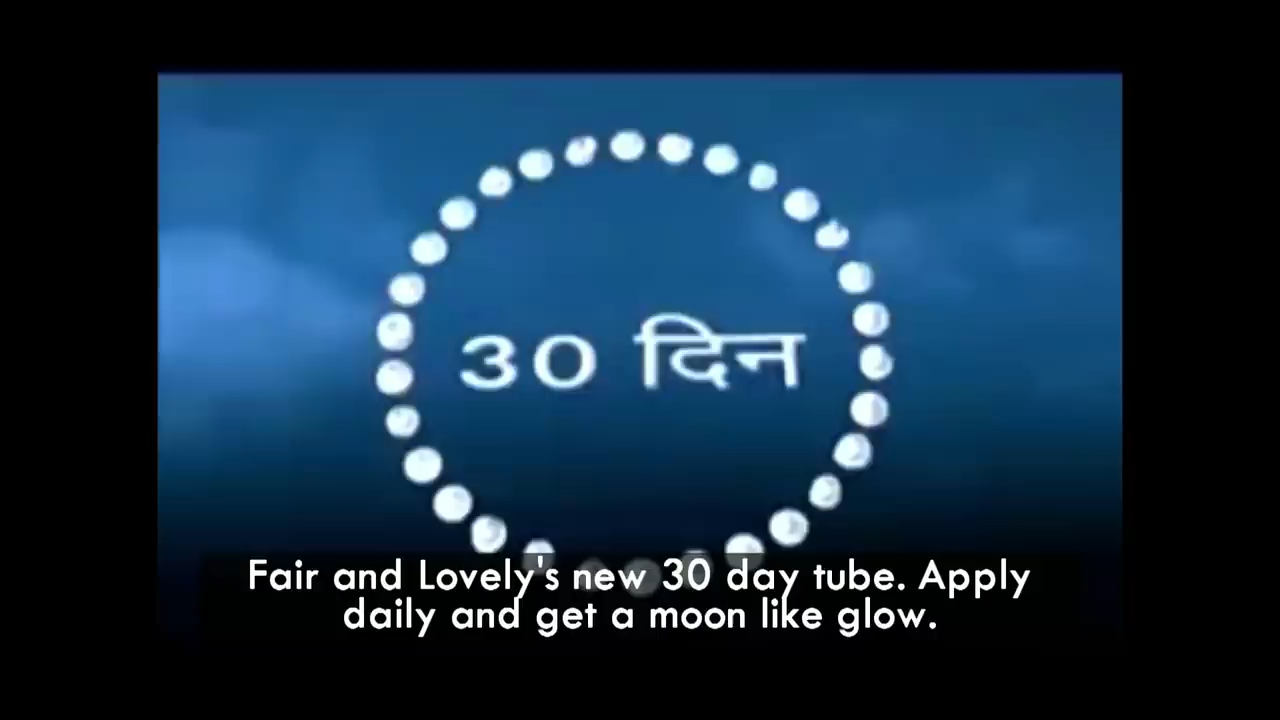 30 दिन
Fair and Lovely's new 30 day tube. Apply
daily and get a moon like glow.